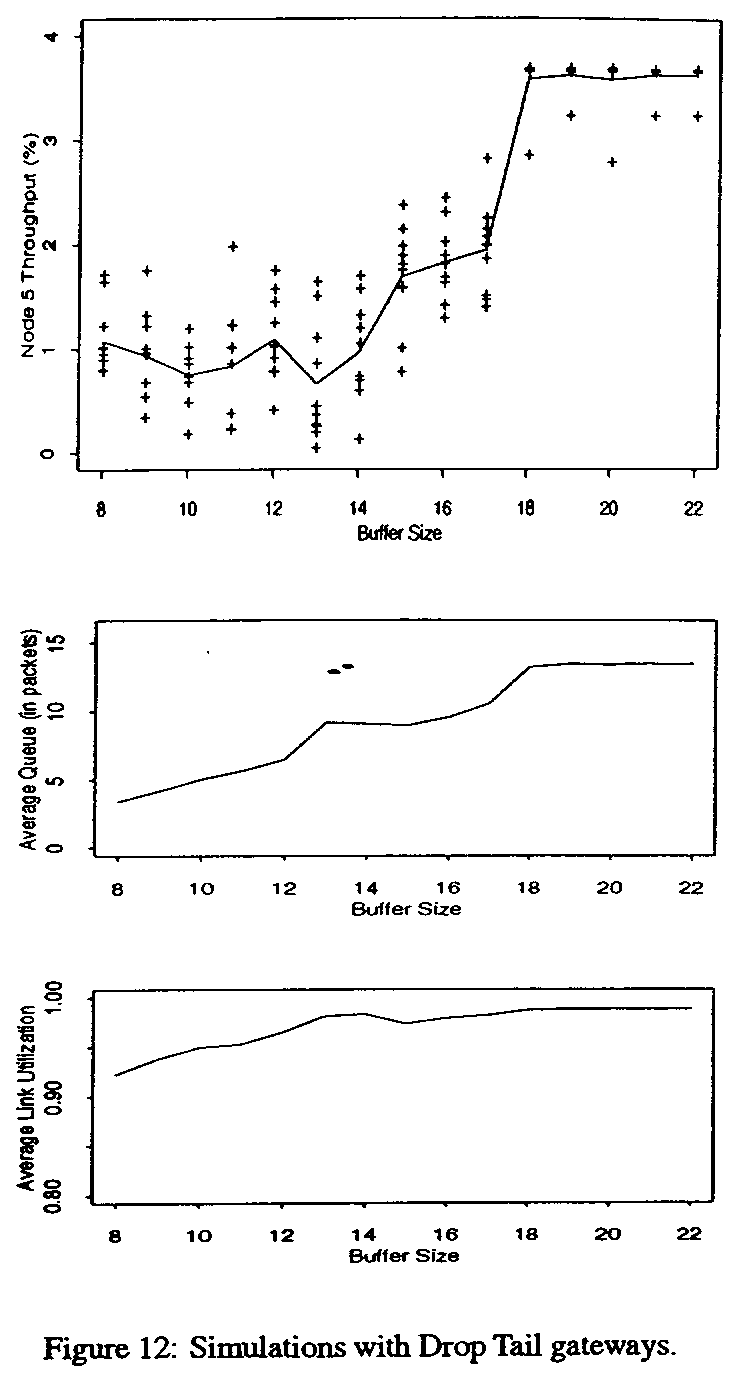 Node 5 Throughput (%)
4
3
2
1
0
8 10 12 14 16 18 20 22
Buffer Size
Average Queue (in packets)
15
10
5
0
8 10 12 14 16 18 20 22
Buffer Size
Average Link Utilization
1.00
0.90
0.80
8 10 12 14 16 18 20 22
Buffer Size
Figure 12: Simulations with Drop Tail gateways.